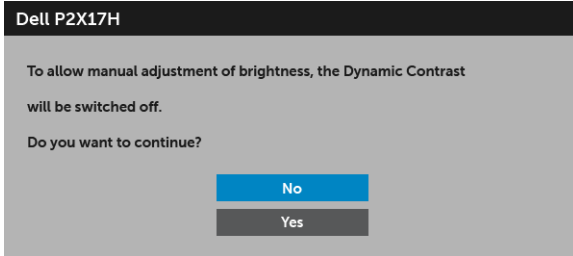 Dell P2X17H
To allow manual adjustment of brightness, the Dynamic Contrast
will be switched off.
Do you want to continue?
No
Yes